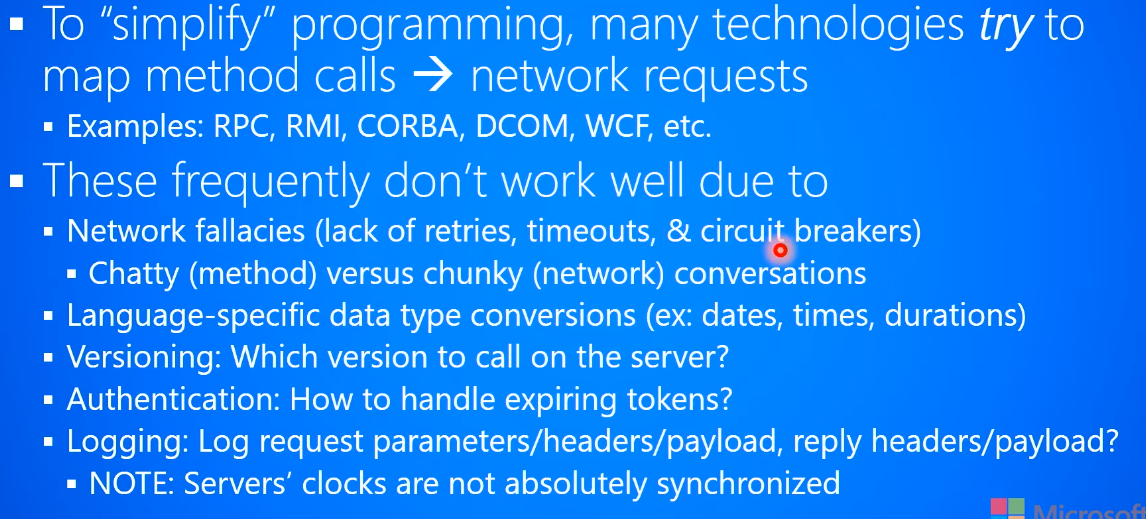 ▪ To “simplify” programming, many technologies try to
map method calls → network requests
▪ Examples: RPC, RMI, CORBA, DCOM, WCF, etc.
▪ These frequently don’t work well due to
▪ Network fallacies (lack of retries, timeouts, & circuit breakers)
▪ Chatty (method) versus chunky (network) conversations
▪ Language-specific data type conversions (ex: dates, times, durations)
▪ Versioning: Which version to call on the server?
▪ Authentication: How to handle expiring tokens?
▪ Logging: Log request parameters/headers/payload, reply headers/payload?
▪ NOTE: Servers’ clocks are not absolutely synchronized
Microsoft